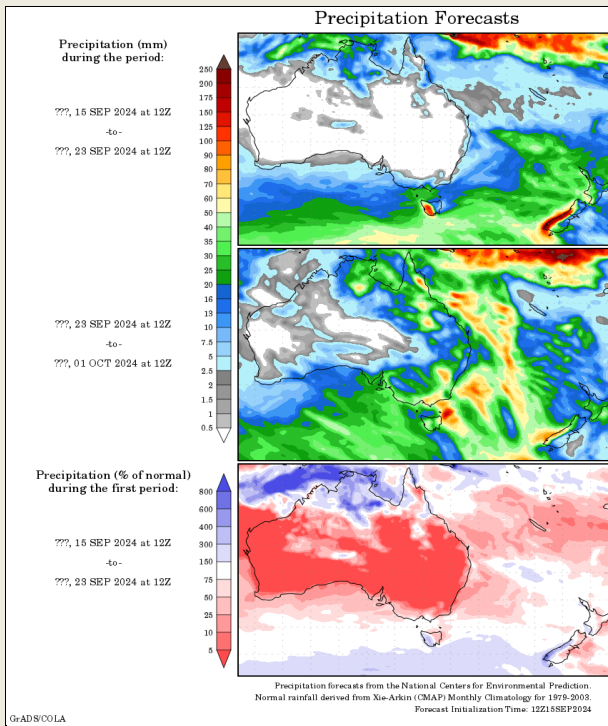 Precipitation Forecasts
Precipitation (mm)
during the period:
???, 15 SEP 2024 at 12Z
-to-
???, 23 SEP 2024 at 12Z
250
200
175
150
125
100
90
80
70
60
50
40
35
30
25
20
16
13
10
7.5
5
2.5
2
1.5
1
0.5
???, 23 SEP 2024 at 12Z
-to-
???, 01 OCT 2024 at 12Z
Precipitation (% of normal)
during the first period:
???, 15 SEP 2024 at 12Z
-to-
???, 23 SEP 2024 at 12Z
800
600
400
300
150
75
50
25
10
5
Precipitation forecasts from the National Centers for Environmental Prediction.
Normal rainfall derived from Xie-Arkin (CMAP) Monthly Climatology for 1979-2003.
Forecast Initialization Time: 12Z15SEP2024
GrADS/COLA